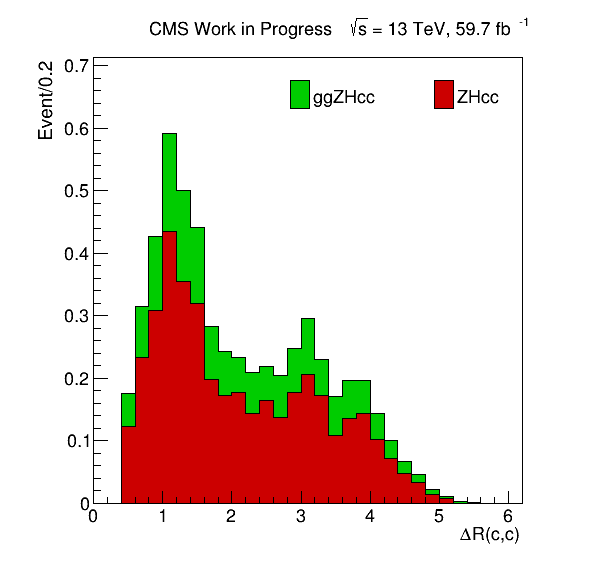 CMS Work in Progress √s = 13 TeV, 59.7 fb⁻¹
Event/0.2
0.7
ggZHcc ZHcc
0.6
0.5
0.4
0.3
0.2
0.1
0
0 1 2 3 4 5 6
ΔR(c,c)